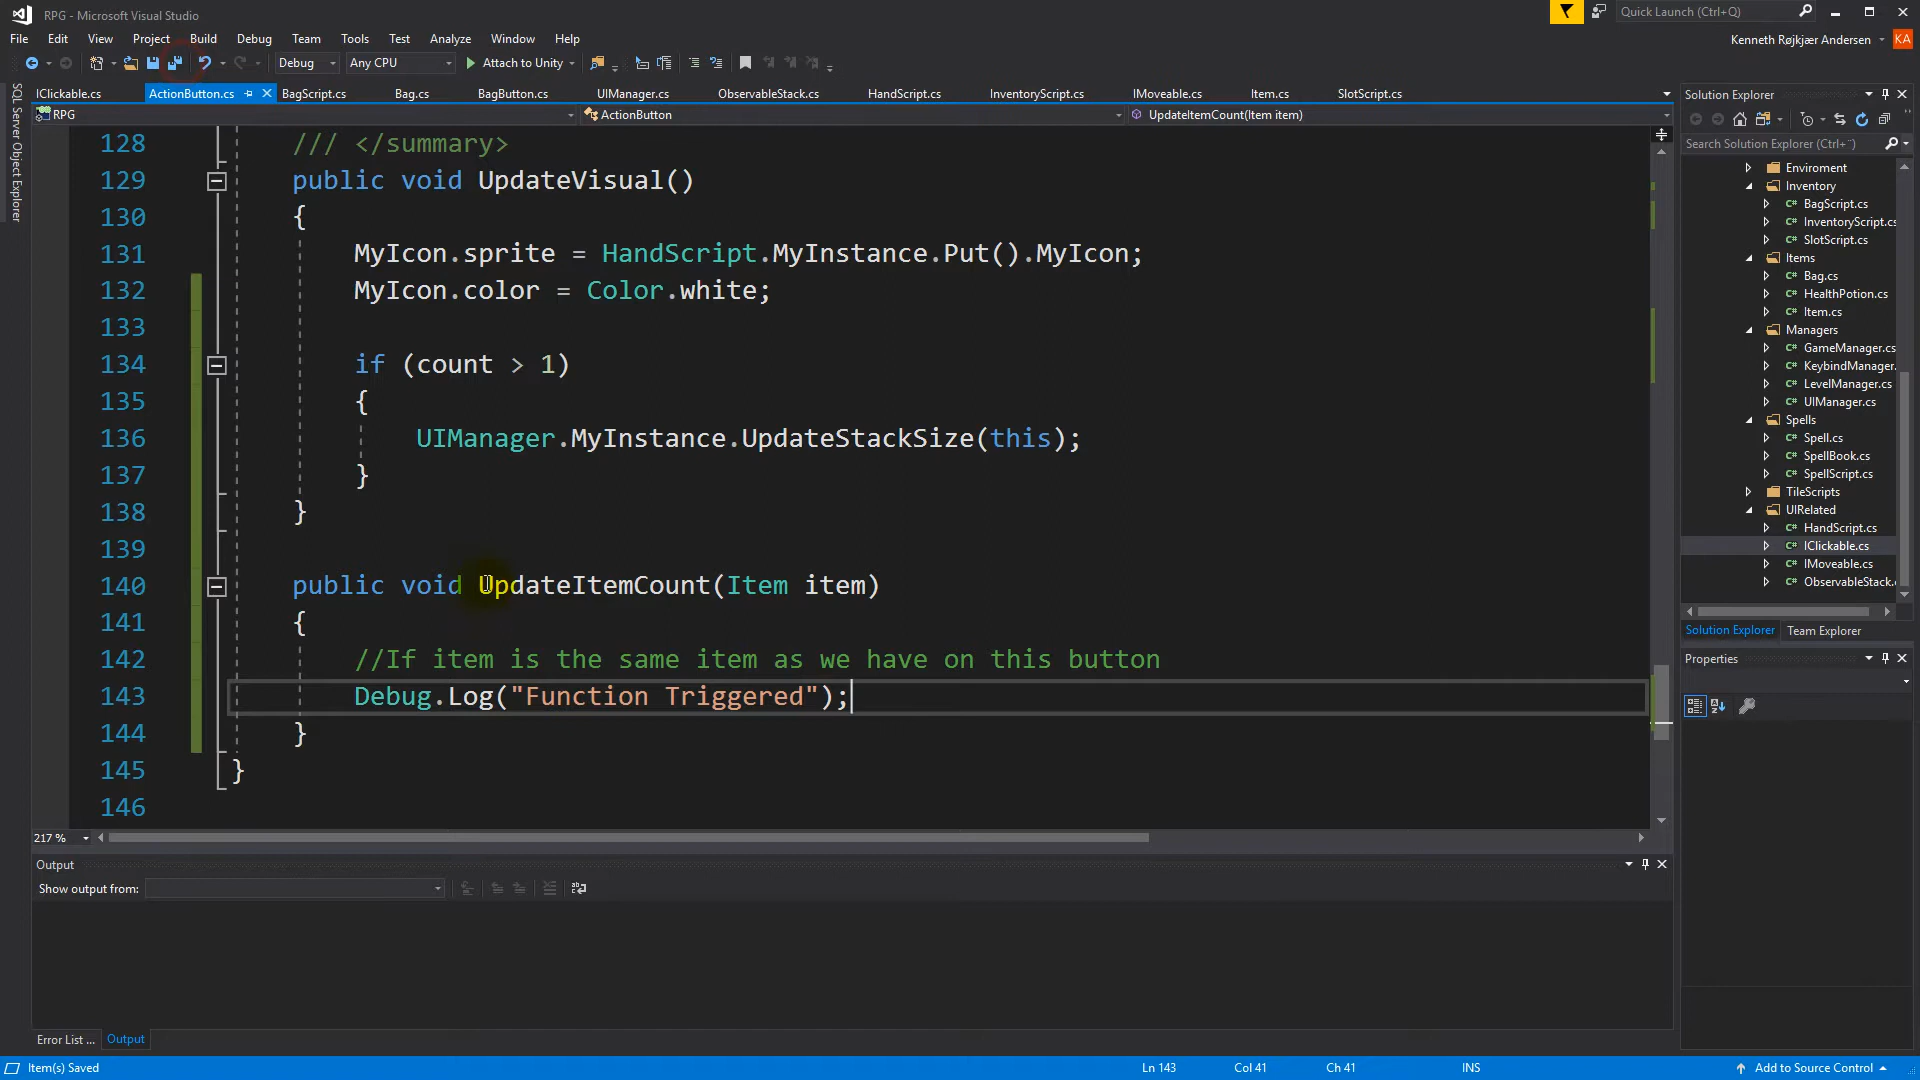 RPG - Microsoft Visual Studio
Quick Launch (Ctrl+Q)
File Edit View Project Build Debug Team Tools Test Analyze Window Help
Kenneth Røjkjær Andersen
KA
Debug Any CPU Attach to Unity
SQL Server Object Explorer
IClickable.cs ActionButton.cs BagScript.cs Bag.cs BagButton.cs UIManager.cs ObservableStack.cs HandScript.cs InventoryScript.cs IMoveable.cs Item.cs SlotScript.cs
RPG ActionButton UpdateItemCount(Item item)
128 /// </summary>
129 public void UpdateVisual()
130 {
131 MyIcon.sprite = HandScript.MyInstance.Put().MyIcon;
132 MyIcon.color = Color.white;
133
134 if (count > 1)
135 {
136 UIManager.MyInstance.UpdateStackSize(this);
137 }
138 }
139
140 public void UpdateItemCount(Item item)
141 {
142 //If item is the same item as we have on this button
143 Debug.Log("Function Triggered");
144 }
145 }
146
217 %
Output
Show output from:
Error List ... Output
Solution Explorer
Search Solution Explorer (Ctrl+¨)
Enviroment
Inventory
C# BagScript.cs
C# InventoryScript.cs
C# SlotScript.cs
Items
C# Bag.cs
C# HealthPotion.cs
C# Item.cs
Managers
C# GameManager.cs
C# KeybindManager.
C# LevelManager.cs
C# UIManager.cs
Spells
C# Spell.cs
C# SpellBook.cs
C# SpellScript.cs
TileScripts
UIRelated
C# HandScript.cs
C# IClickable.cs
C# IMoveable.cs
C# ObservableStack.
Solution Explorer Team Explorer
Properties
Item(s) Saved Ln 143 Col 41 Ch 41 INS Add to Source Control